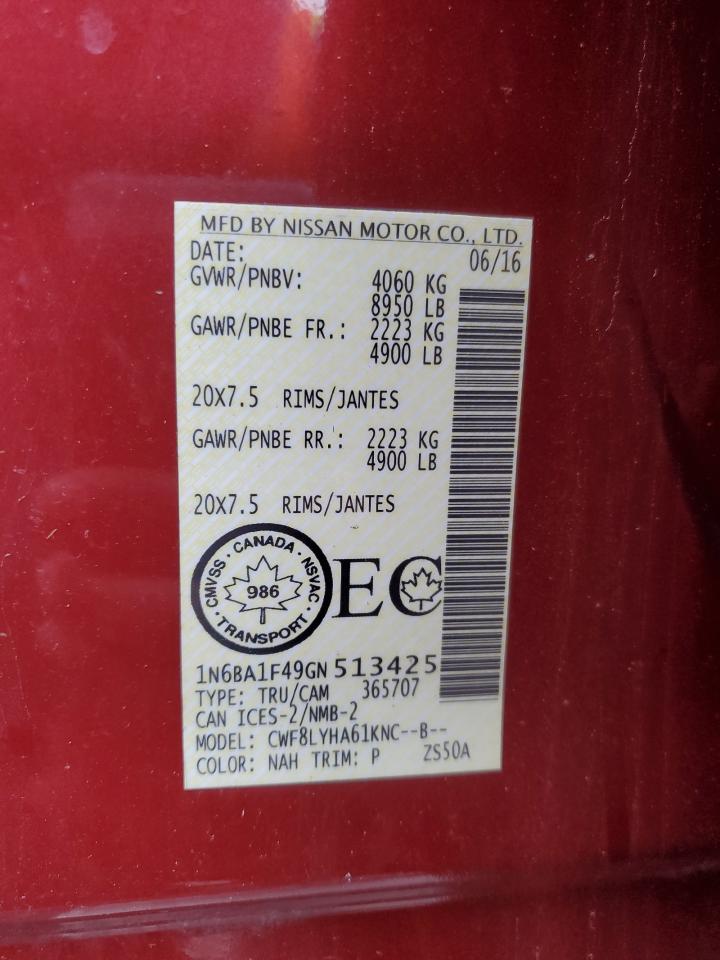 MFD BY NISSAN MOTOR CO., LTD.
DATE: 06/16
GVWR/PNBV: 4060 KG
8950 LB
GAWR/PNBE FR.: 2223 KG
4900 LB
20X7.5 RIMS/JANTES
GAWR/PNBE RR.: 2223 KG
4900 LB
20X7.5 RIMS/JANTES
CMVSS · CANADA · NSVAC · TRANSPORT ·
986
EC
1N6BA1F49GN513425
TYPE: TRU/CAM 365707
CAN ICES-2/NMB-2
MODEL: CWF8LYHA61KNC--B--
COLOR: NAH TRIM: P ZS50A